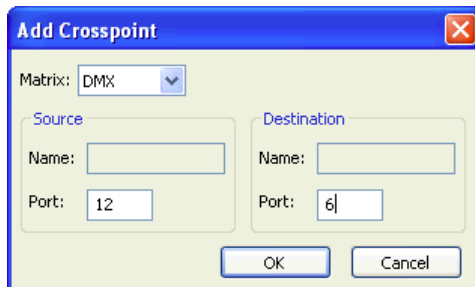 Add Crosspoint
Matrix: DMX
Source
Destination
Name:
Name:
Port: 12
Port: 6
OK
Cancel